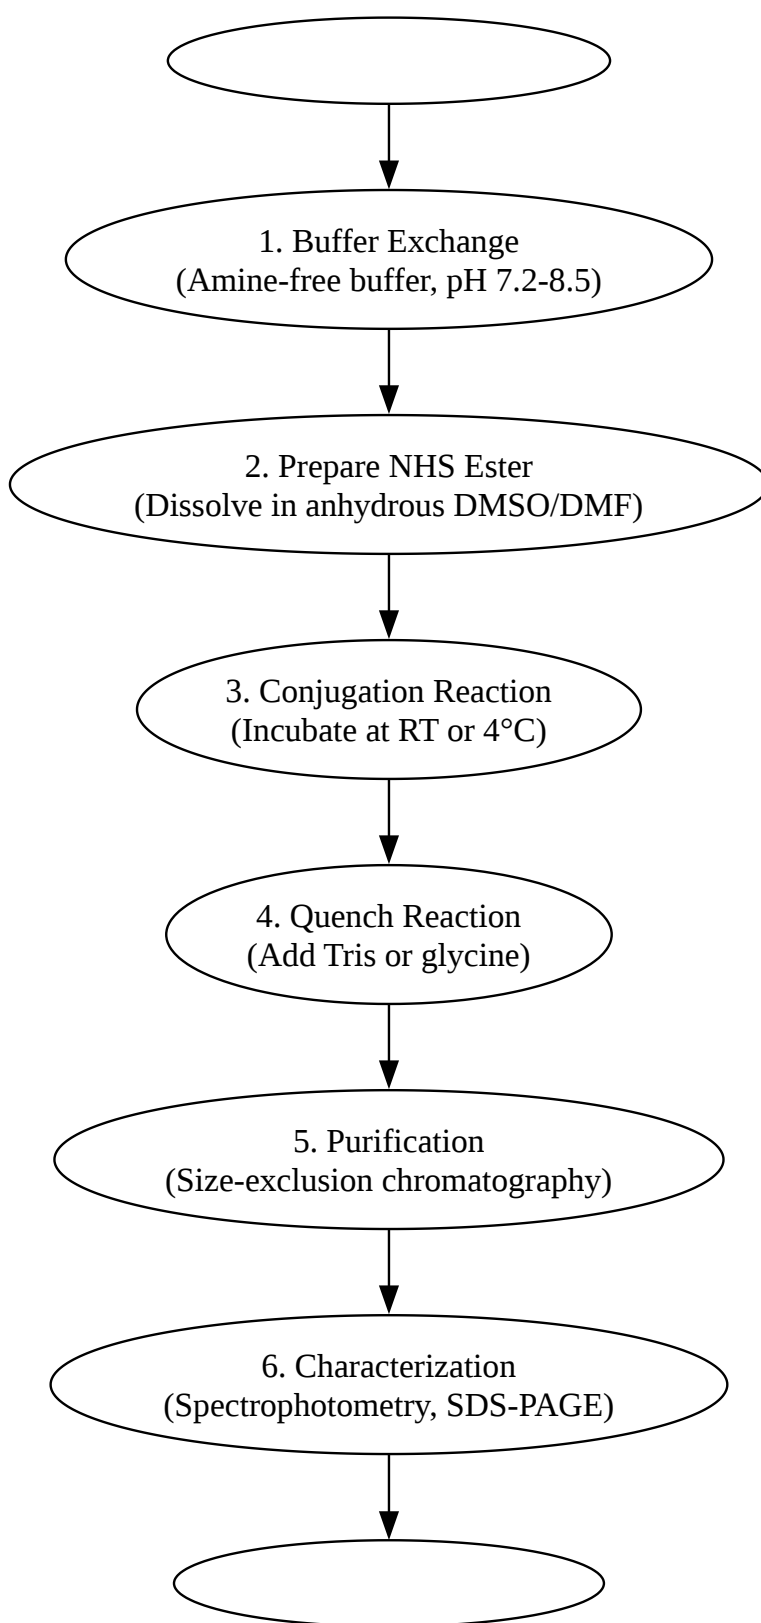 1. Buffer Exchange
(Amine-free buffer, pH 7.2-8.5)
2. Prepare NHS Ester
(Dissolve in anhydrous DMSO/DMF)
3. Conjugation Reaction
(Incubate at RT or 4°C)
4. Quench Reaction
(Add Tris or glycine)
5. Purification
(Size-exclusion chromatography)
6. Characterization
(Spectrophotometry, SDS-PAGE)